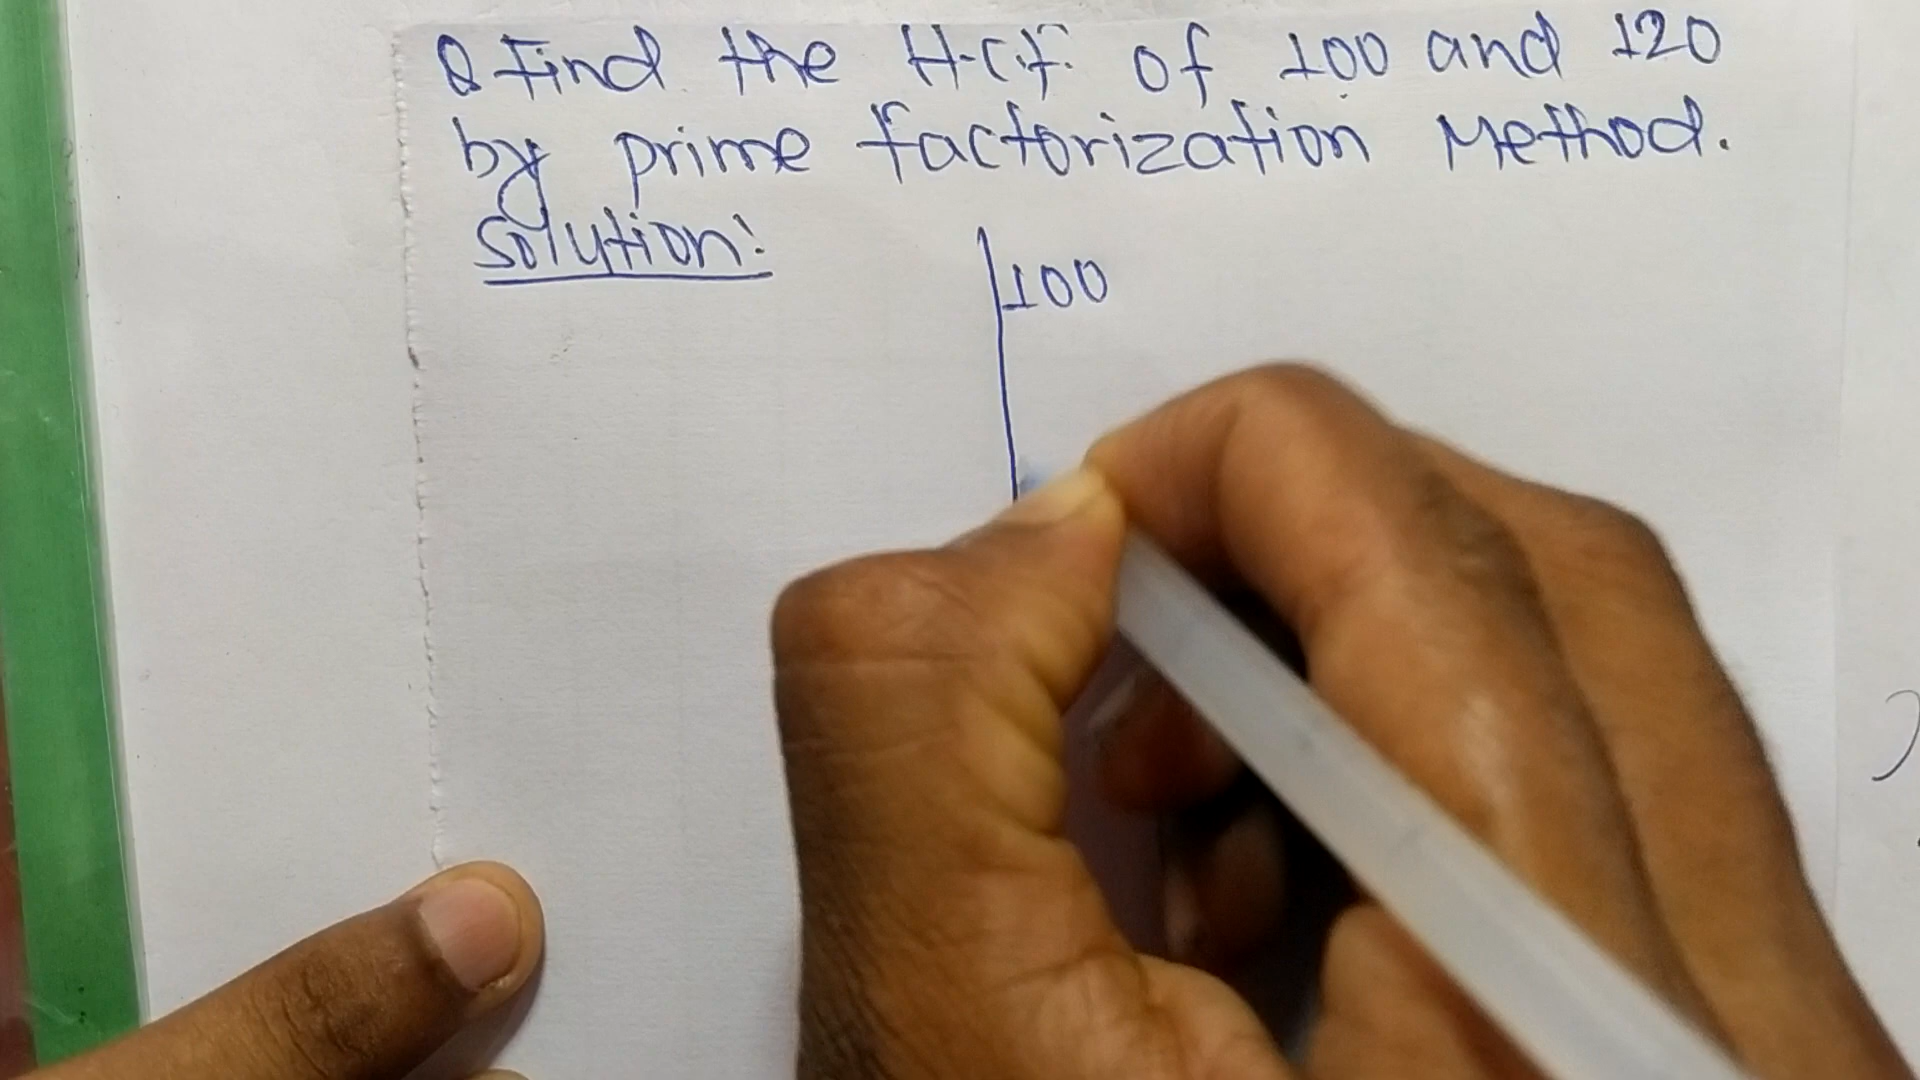 Q Find the H.C.F. of 100 and 120
by prime factorization Method.
Solution:
100